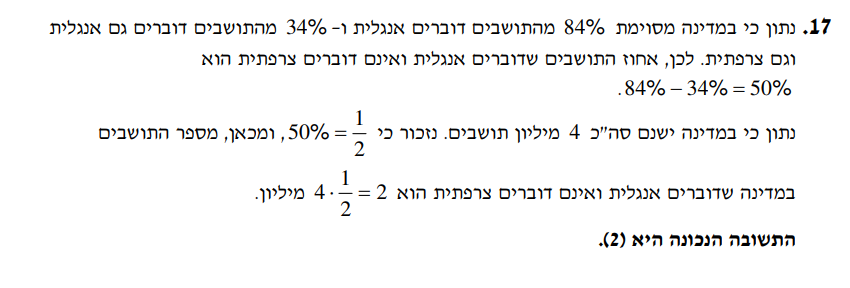 17. נתון כי במדינה מסוימת 84% מהתושבים דוברים אנגלית ו- 34% מהתושבים דוברים גם אנגלית
וגם צרפתית. לכן, אחוז התושבים שדוברים אנגלית ואינם דוברים צרפתית הוא
84% − 34% = 50% .
נתון כי במדינה ישנם סה"כ 4 מיליון תושבים. נזכור כי 50% = 1/2, ומכאן, מספר התושבים
במדינה שדוברים אנגלית ואינם דוברים צרפתית הוא 4 · 1/2 = 2 מיליון.
התשובה הנכונה היא (2).